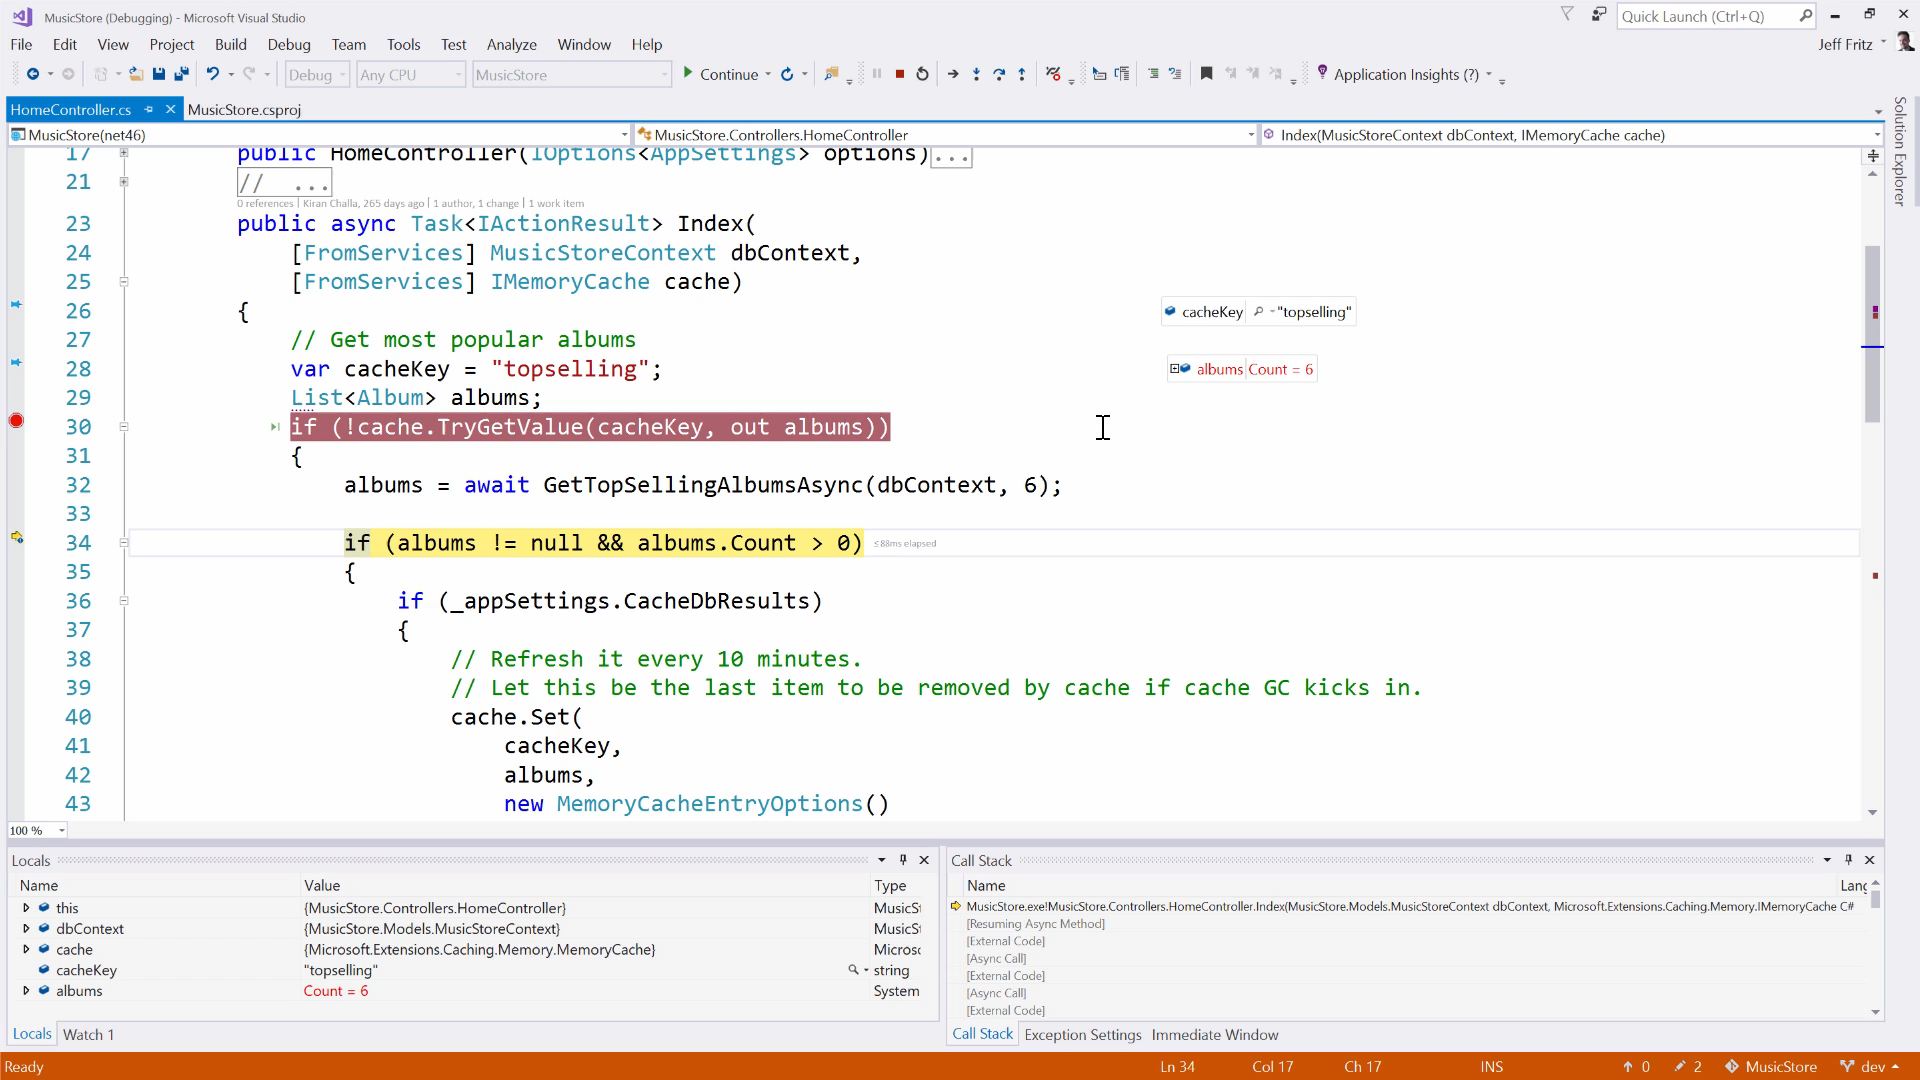 MusicStore (Debugging) - Microsoft Visual Studio
Quick Launch (Ctrl+Q)
File Edit View Project Build Debug Team Tools Test Analyze Window Help
Jeff Fritz
Debug Any CPU MusicStore Continue Application Insights (?)
HomeController.cs MusicStore.csproj
MusicStore(net46) MusicStore.Controllers.HomeController Index(MusicStoreContext dbContext, IMemoryCache cache)
Solution Explorer
17 public HomeController(IOptions<AppSettings> options)...
21 // ...
0 references | Kiran Challa, 265 days ago | 1 author, 1 change | 1 work item
23 public async Task<IActionResult> Index(
24 [FromServices] MusicStoreContext dbContext,
25 [FromServices] IMemoryCache cache)
26 {
cacheKey "topselling"
27 // Get most popular albums
28 var cacheKey = "topselling";
albums Count = 6
29 List<Album> albums;
30 if (!cache.TryGetValue(cacheKey, out albums))
31 {
32 albums = await GetTopSellingAlbumsAsync(dbContext, 6);
33
34 if (albums != null && albums.Count > 0) ≤88ms elapsed
35 {
36 if (_appSettings.CacheDbResults)
37 {
38 // Refresh it every 10 minutes.
39 // Let this be the last item to be removed by cache if cache GC kicks in.
40 cache.Set(
41 cacheKey,
42 albums,
43 new MemoryCacheEntryOptions()
100 %
Locals
Name Value Type
this {MusicStore.Controllers.HomeController} MusicSt
dbContext {MusicStore.Models.MusicStoreContext} MusicSt
cache {Microsoft.Extensions.Caching.Memory.MemoryCache} Microso
cacheKey "topselling" string
albums Count = 6 System
Locals Watch 1
Call Stack
Name Lang
MusicStore.exe!MusicStore.Controllers.HomeController.Index(MusicStore.Models.MusicStoreContext dbContext, Microsoft.Extensions.Caching.Memory.IMemoryCache C#
[Resuming Async Method]
[External Code]
[Async Call]
[External Code]
[Async Call]
[External Code]
Call Stack Exception Settings Immediate Window
Ready Ln 34 Col 17 Ch 17 INS 0 2 MusicStore dev